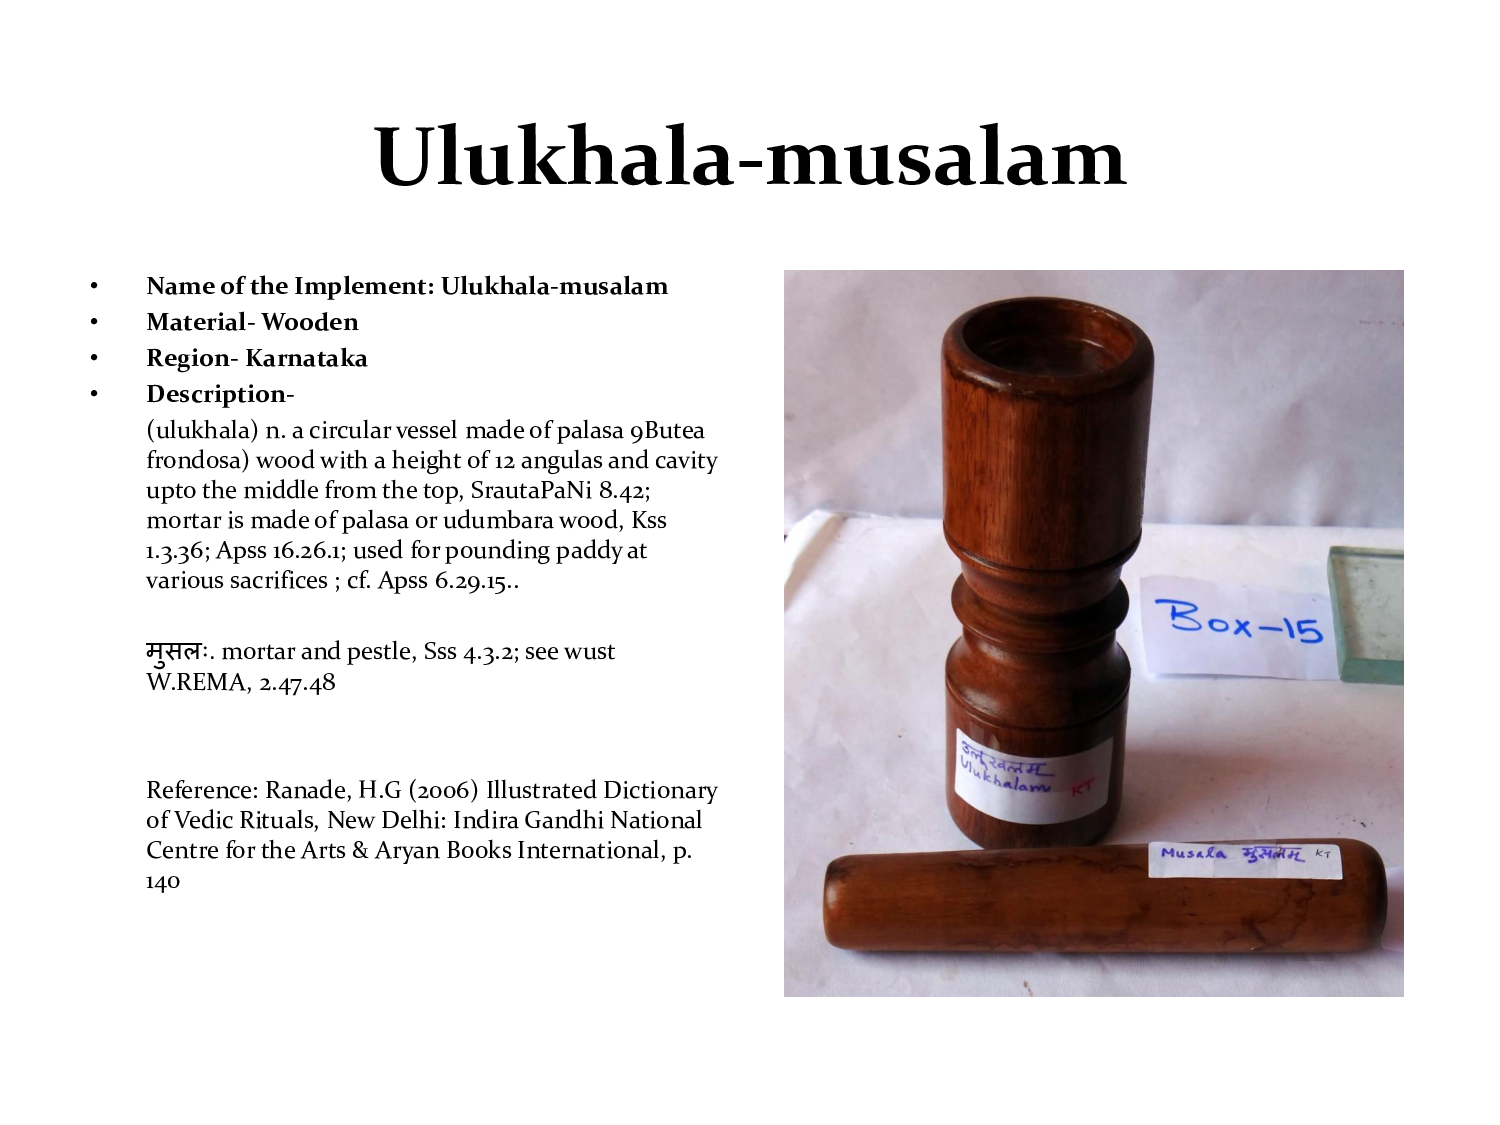 Ulukhala-musalam
• Name of the Implement: Ulukhala-musalam
• Material- Wooden
• Region- Karnataka
• Description-
(ulukhala) n. a circular vessel made of palasa 9Butea
frondosa) wood with a height of 12 angulas and cavity
upto the middle from the top, SrautaPaNi 8.42;
mortar is made of palasa or udumbara wood, Kss
1.3.36; Apss 16.26.1; used for pounding paddy at
various sacrifices ; cf. Apss 6.29.15..
मुसलः. mortar and pestle, Sss 4.3.2; see wust
W.REMA, 2.47.48
Reference: Ranade, H.G (2006) Illustrated Dictionary
of Vedic Rituals, New Delhi: Indira Gandhi National
Centre for the Arts & Aryan Books International, p.
140
Box-15
उलूखलम्
Ulukhalam KT
Musala मुसलम् KT